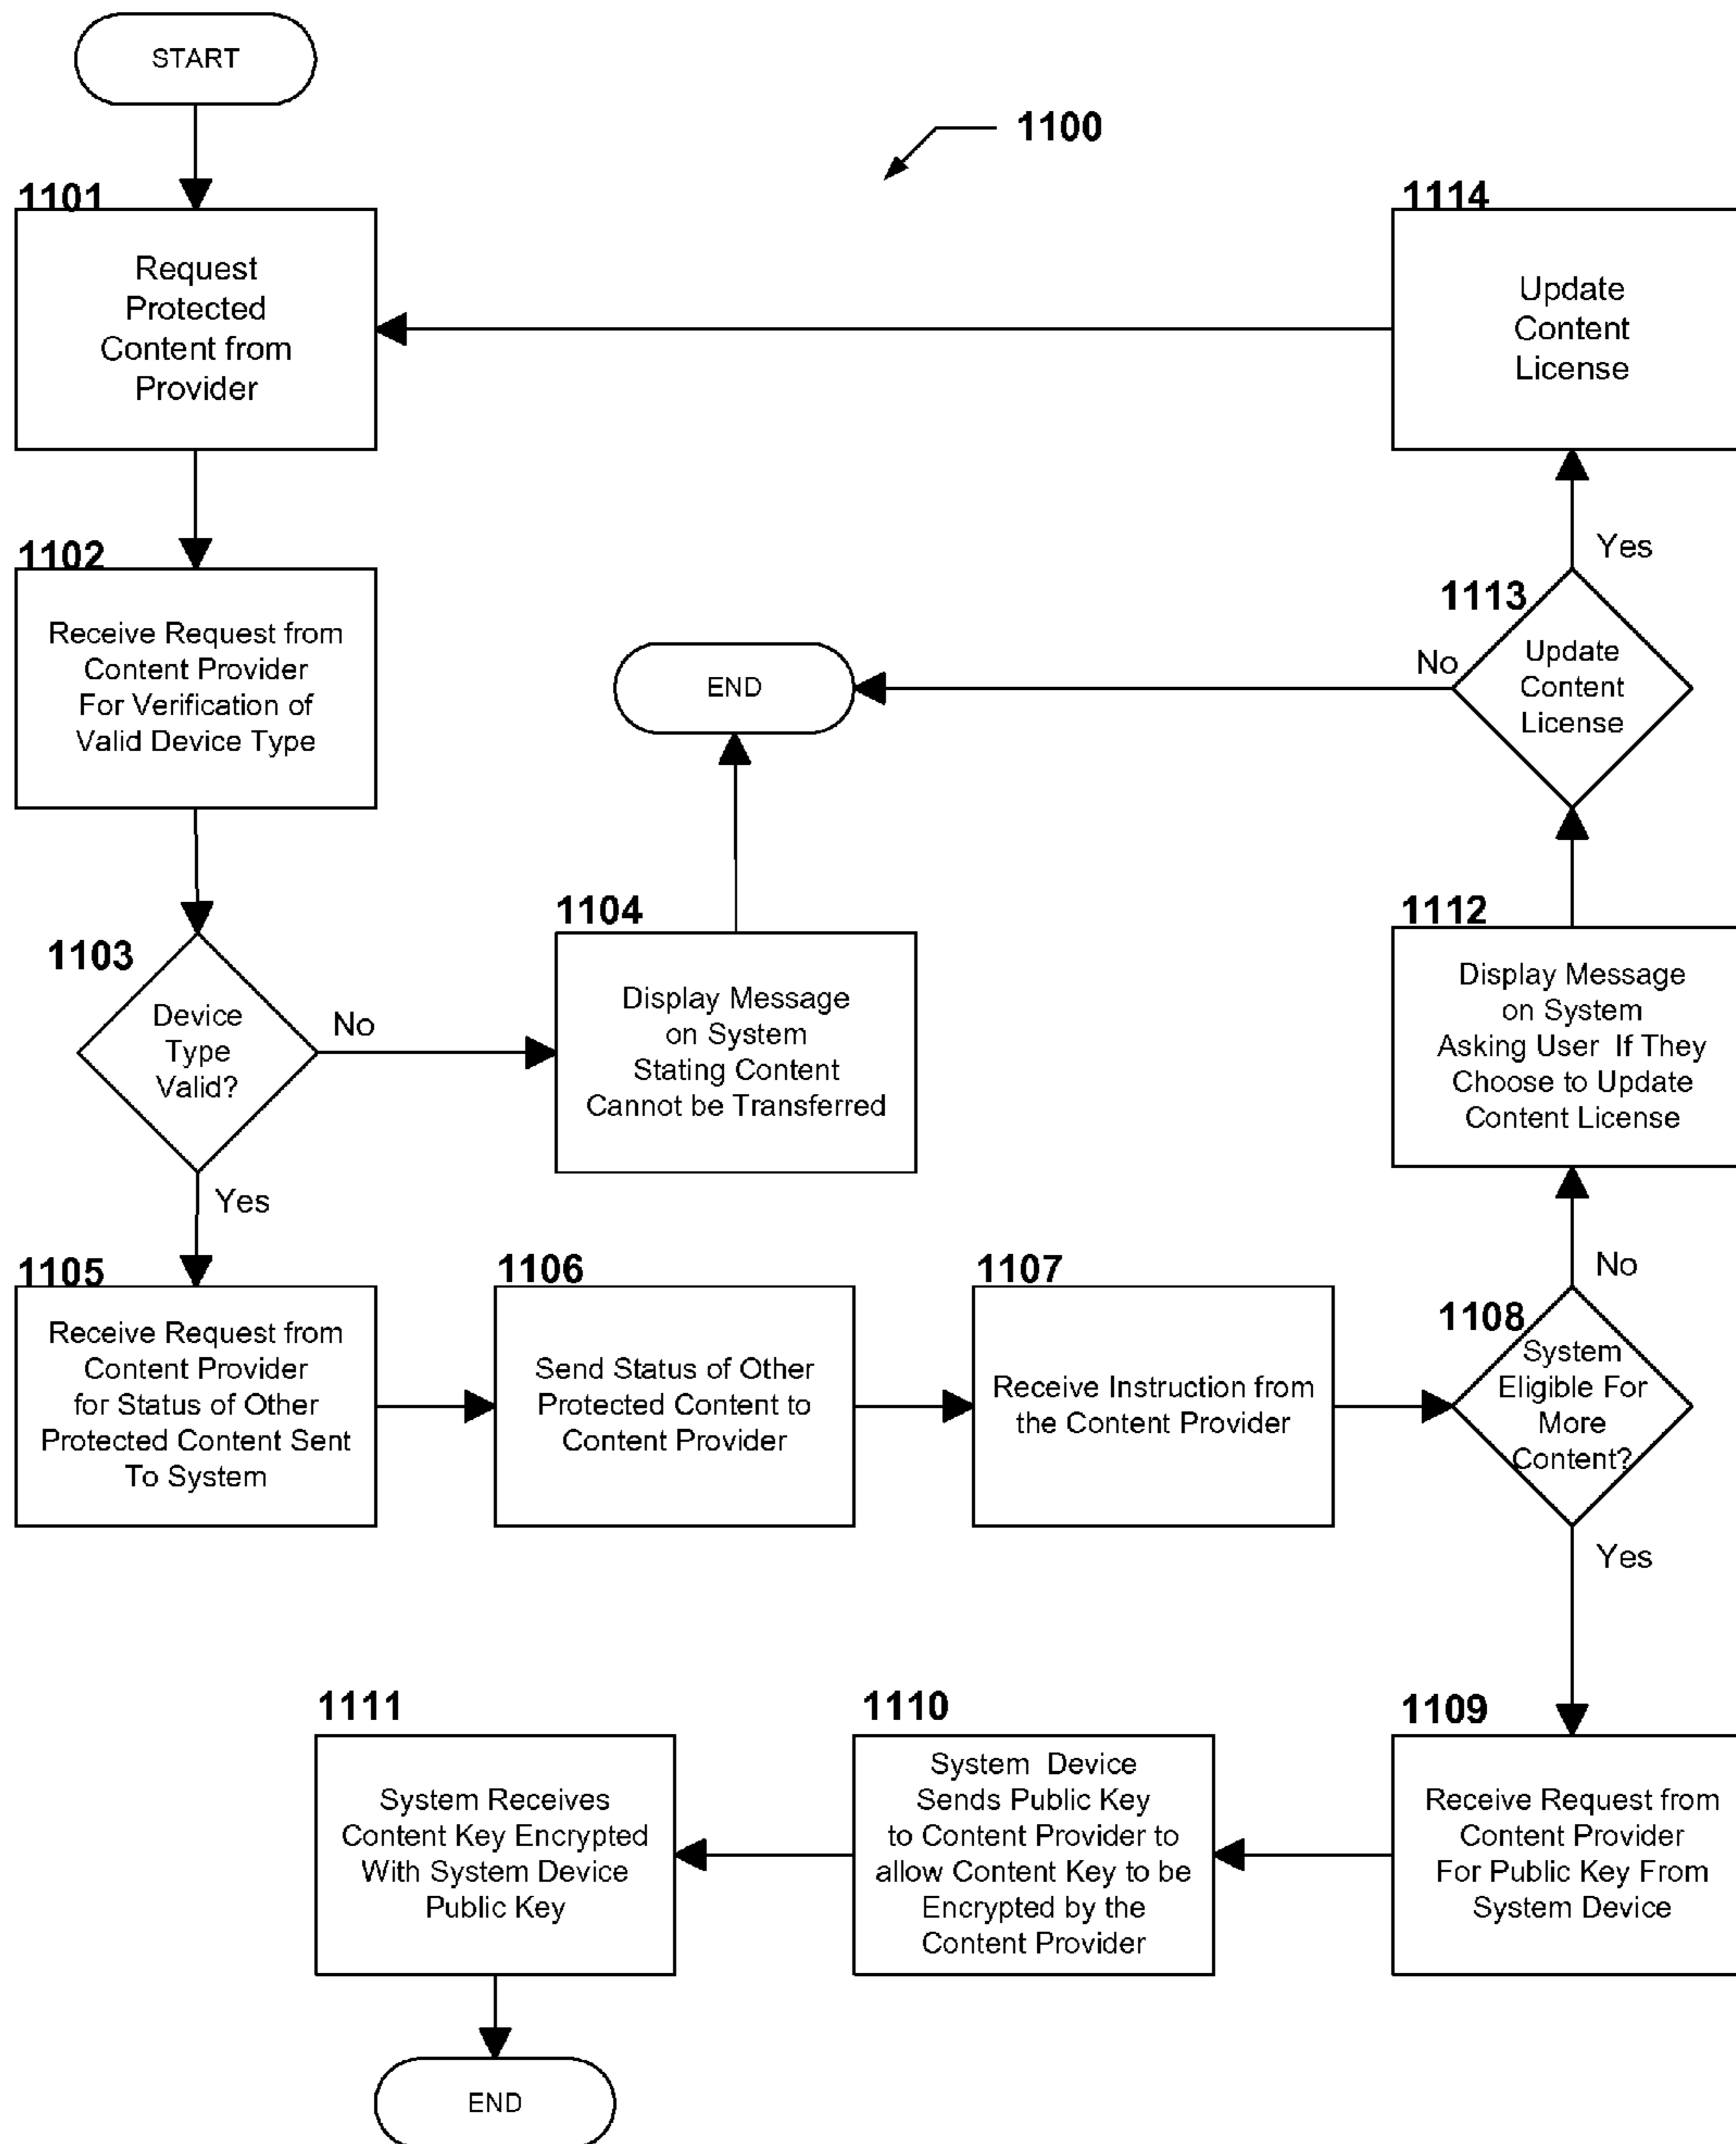 START
1100
1101
Request
Protected
Content from
Provider
1114
Update
Content
License
1102
Receive Request from
Content Provider
For Verification of
Valid Device Type
Yes
1113
Update
Content
License
No
END
1103
Device
Type
Valid?
No
Yes
1104
Display Message
on System
Stating Content
Cannot be Transferred
1112
Display Message
on System
Asking User If They
Choose to Update
Content License
1105
Receive Request from
Content Provider
for Status of Other
Protected Content Sent
To System
1106
Send Status of Other
Protected Content to
Content Provider
1107
Receive Instruction from
the Content Provider
No
1108
System
Eligible For
More
Content?
Yes
1111
System Receives
Content Key Encrypted
With System Device
Public Key
1110
System Device
Sends Public Key
to Content Provider to
allow Content Key to be
Encrypted by the
Content Provider
1109
Receive Request from
Content Provider
For Public Key From
System Device
END